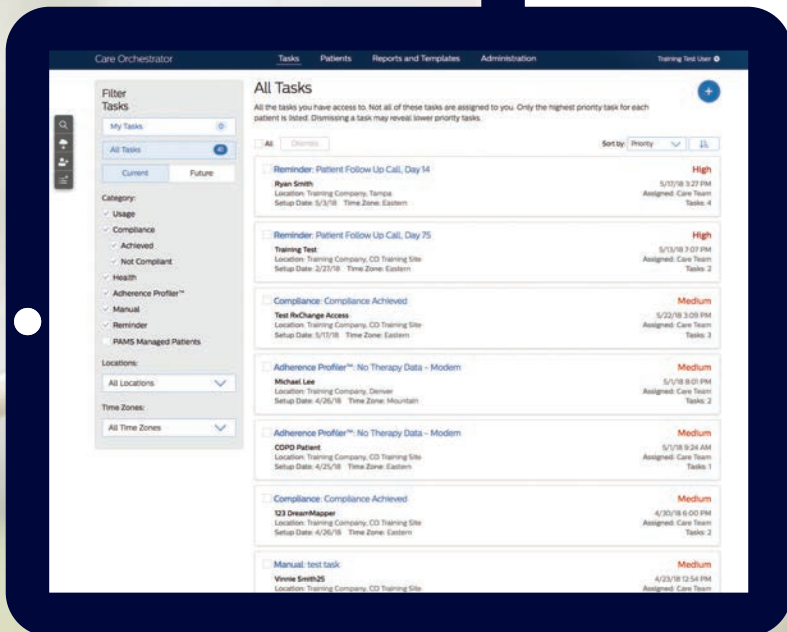 Care Orchestrator
Tasks Patients Reports and Templates Administration
Training Test User
Filter
Tasks
My Tasks 0
All Tasks
Current Future
Category:
Usage
Compliance
Achieved
Not Compliant
Health
Adherence Profiler™
Manual
Reminder
PAMS Managed Patients
Locations:
All Locations
Time Zones:
All Time Zones
All Tasks
All the tasks you have access to. Not all of these tasks are assigned to you. Only the highest priority task for each
patient is listed. Dismissing a task may reveal lower priority tasks.
All Dismiss Sort by: Priority
Reminder: Patient Follow Up Call, Day 14 High
Ryan Smith 5/17/18 3:27 PM
Location: Training Company, Tampa Assigned: Care Team
Setup Date: 5/3/18 Time Zone: Eastern Tasks: 4
Reminder: Patient Follow Up Call, Day 75 High
Training Test 5/13/18 7:07 PM
Location: Training Company, CO Training Site Assigned: Care Team
Setup Date: 2/27/18 Time Zone: Eastern Tasks: 2
Compliance: Compliance Achieved Medium
Test RxChange Access 5/22/18 3:09 PM
Location: Training Company, CO Training Site Assigned: Care Team
Setup Date: 5/17/18 Time Zone: Eastern Tasks: 3
Adherence Profiler™: No Therapy Data - Modem Medium
Michael Lee 5/1/18 8:01 PM
Location: Training Company, Denver Assigned: Care Team
Setup Date: 4/26/18 Time Zone: Mountain Tasks: 2
Adherence Profiler™: No Therapy Data - Modem Medium
COPD Patient 5/1/18 9:24 AM
Location: Training Company, CO Training Site Assigned: Care Team
Setup Date: 4/25/18 Time Zone: Eastern Tasks: 1
Compliance: Compliance Achieved Medium
123 DreamMapper 4/30/18 6:00 PM
Location: Training Company, CO Training Site Assigned: Care Team
Setup Date: 4/26/18 Time Zone: Eastern Tasks: 2
Manual: test task Medium
Vinnie Smith25 4/23/18 12:54 PM
Location: Training Company, CO Training Site Assigned: Care Team